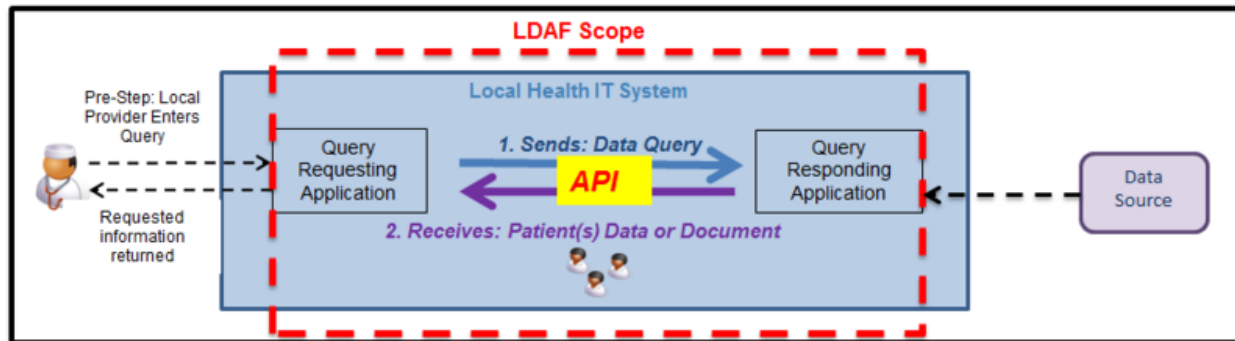 LDAF Scope
Local Health IT System
Pre-Step: Local
Provider Enters
Query
Requested
information
returned
Query
Requesting
Application
1. Sends: Data Query
API
2. Receives: Patient(s) Data or Document
Query
Responding
Application
Data
Source